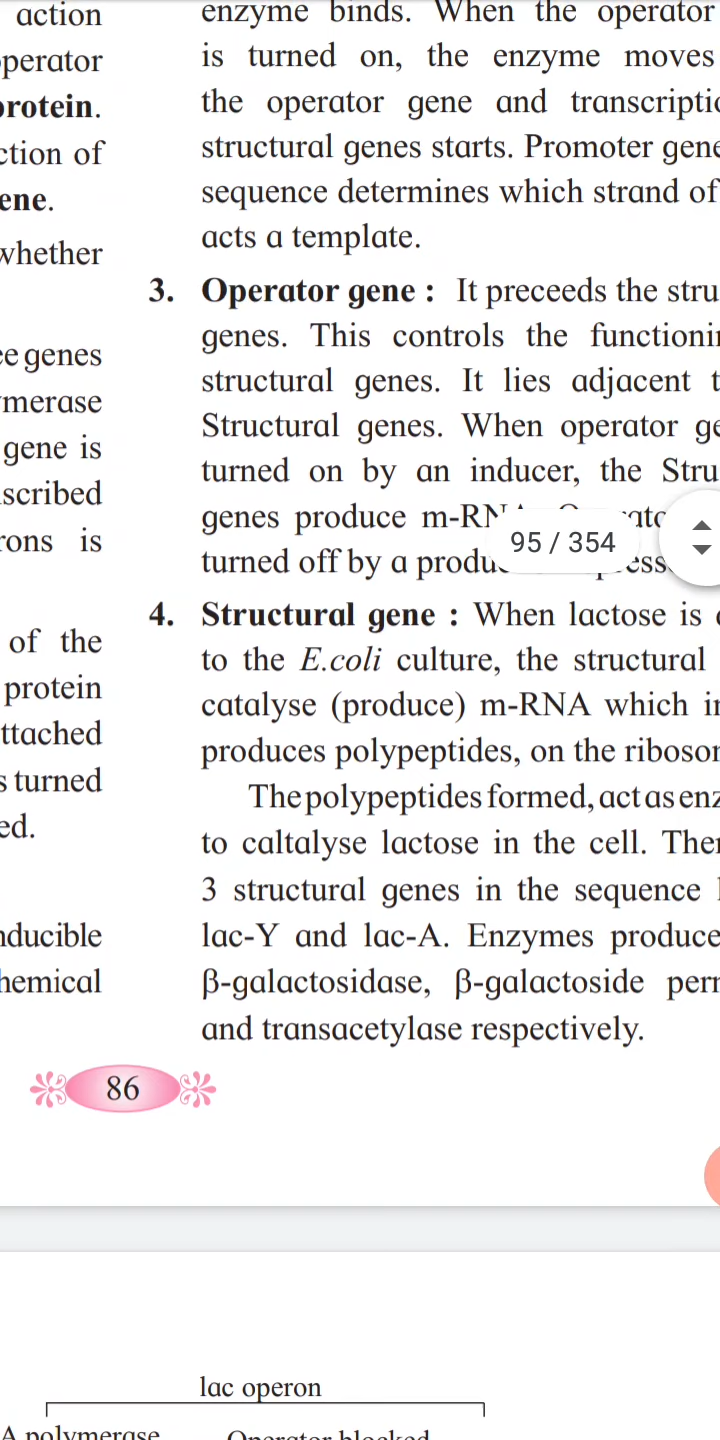 action
operator
protein.
ction of
ene.
whether
ee genes
merase
gene is
nscribed
rons is
of the
protein
ttached
s turned
ed.
nducible
hemical
enzyme binds. When the operator
is turned on, the enzyme moves
the operator gene and transcriptio
structural genes starts. Promoter gene
sequence determines which strand of
acts a template.
3. Operator gene : It preceeds the stru
genes. This controls the functionin
structural genes. It lies adjacent t
Structural genes. When operator ge
turned on by an inducer, the Stru
genes produce m-RN
turned off by a produ
95 / 354
4. Structural gene : When lactose is
to the E.coli culture, the structural
catalyse (produce) m-RNA which in
produces polypeptides, on the riboson
The polypeptides formed, act as enz
to caltalyse lactose in the cell. Ther
3 structural genes in the sequence l
lac-Y and lac-A. Enzymes produce
β-galactosidase, β-galactoside perm
and transacetylase respectively.
86
lac operon
A polymerase Operator blocked